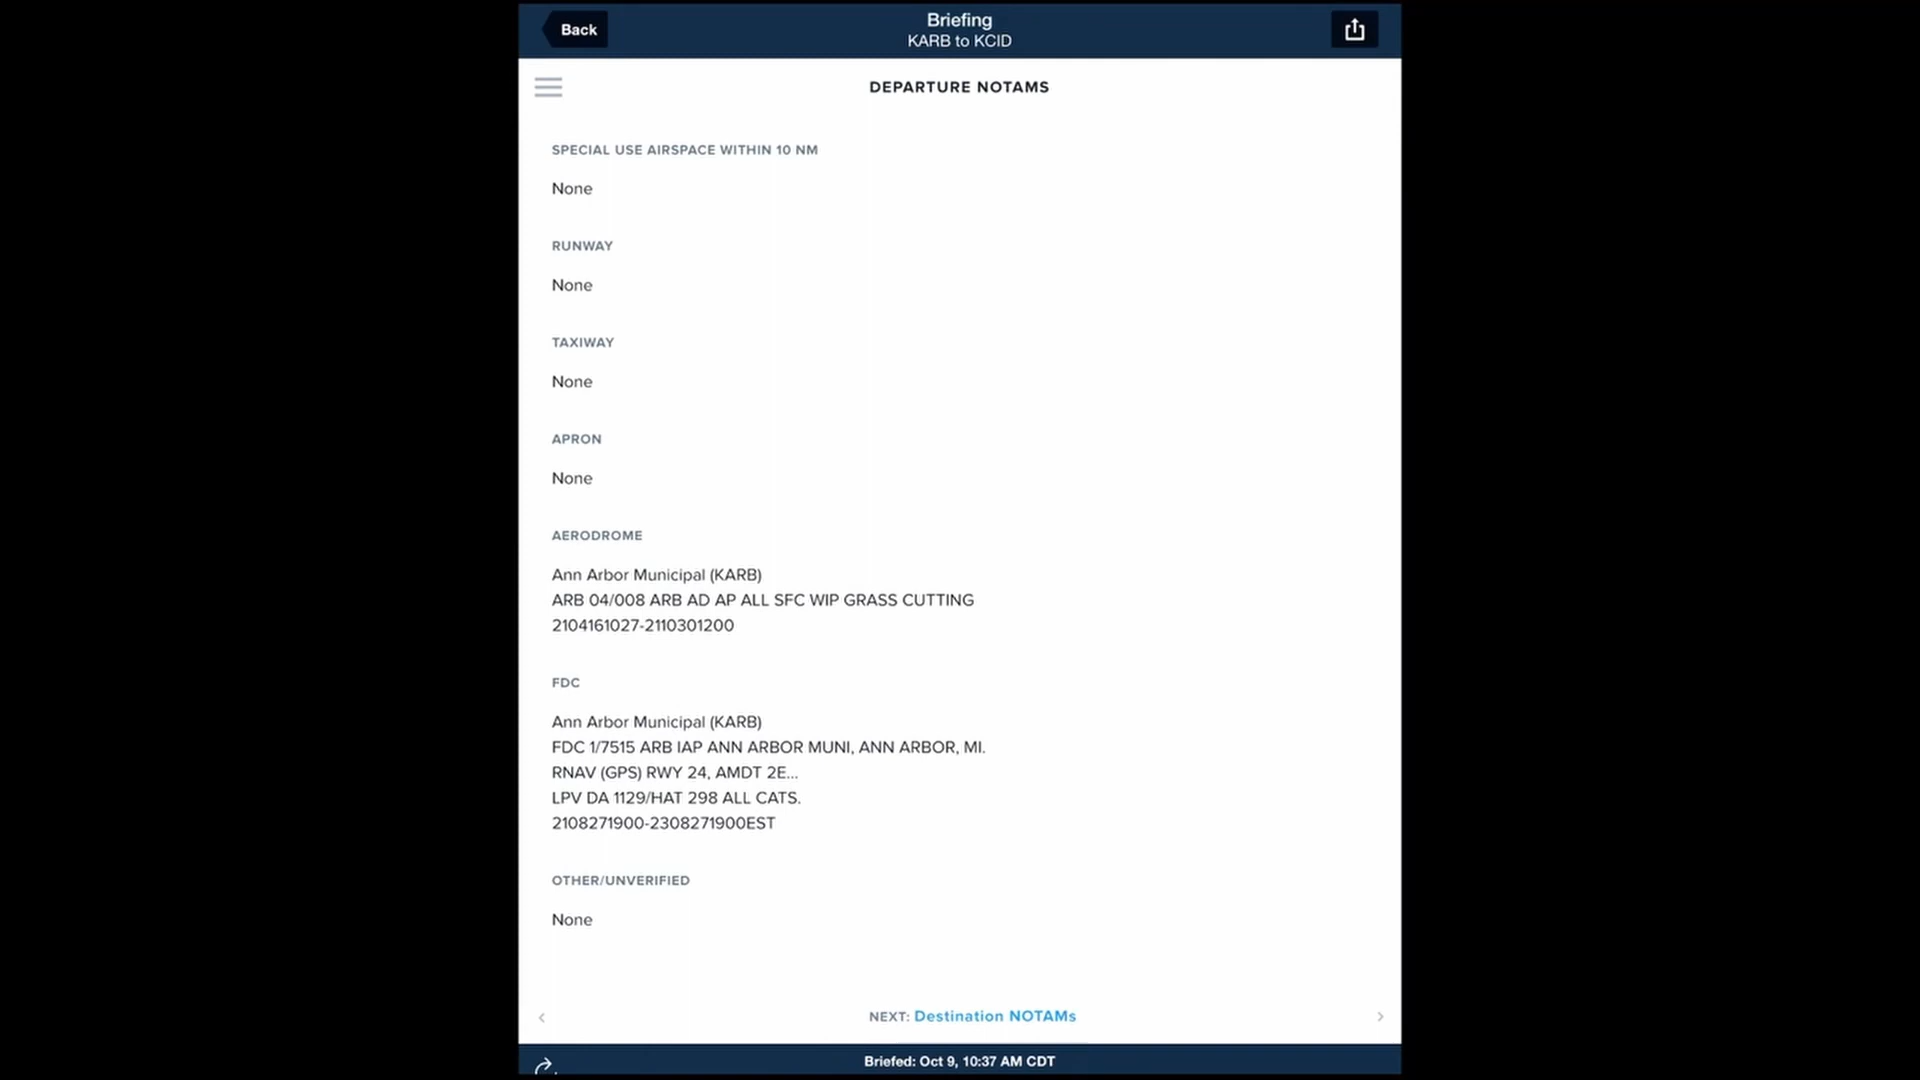 Back
Briefing
KARB to KCID
DEPARTURE NOTAMS
SPECIAL USE AIRSPACE WITHIN 10 NM
None
RUNWAY
None
TAXIWAY
None
APRON
None
AERODROME
Ann Arbor Municipal (KARB)
ARB 04/008 ARB AD AP ALL SFC WIP GRASS CUTTING
2104161027-2110301200
FDC
Ann Arbor Municipal (KARB)
FDC 1/7515 ARB IAP ANN ARBOR MUNI, ANN ARBOR, MI.
RNAV (GPS) RWY 24, AMDT 2E...
LPV DA 1129/HAT 298 ALL CATS.
2108271900-2308271900EST
OTHER/UNVERIFIED
None
NEXT: Destination NOTAMs
Briefed: Oct 9, 10:37 AM CDT